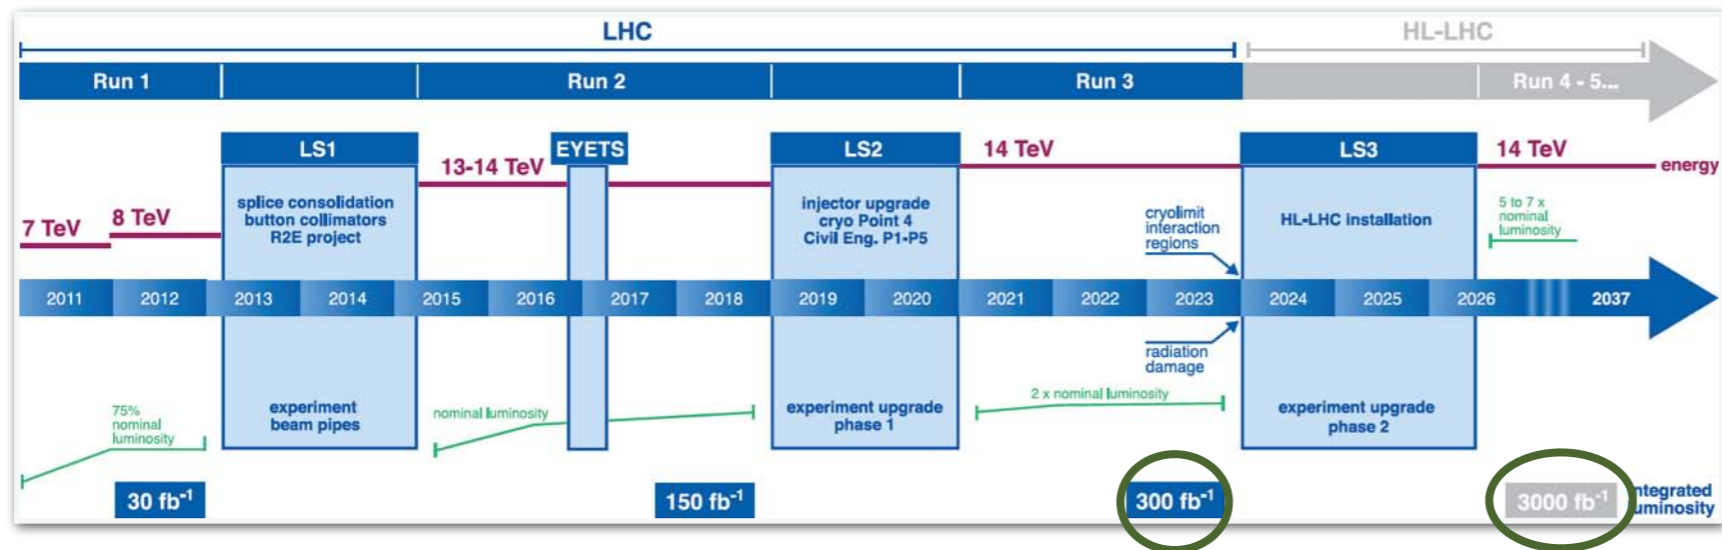 LHC
HL-LHC
Run 1
Run 2
Run 3
Run 4 - 5...
LS1
EYETS
LS2
LS3
13-14 TeV
14 TeV
14 TeV
energy
7 TeV
8 TeV
splice consolidation
button collimators
R2E project
injector upgrade
cryo Point 4
Civil Eng. P1-P5
cryolimit
interaction
regions
HL-LHC installation
5 to 7 x
nominal
luminosity
2011
2012
2013
2014
2015
2016
2017
2018
2019
2020
2021
2022
2023
2024
2025
2026
2037
radiation
damage
75%
nominal
luminosity
experiment
beam pipes
nominal luminosity
experiment upgrade
phase 1
2 x nominal luminosity
experiment upgrade
phase 2
30 fb⁻¹
150 fb⁻¹
300 fb⁻¹
3000 fb⁻¹
integrated
luminosity